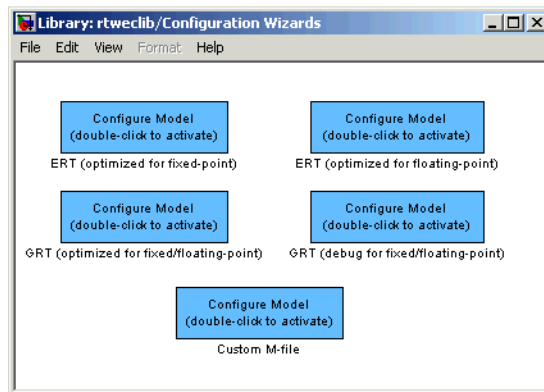 Library: rtweclib/Configuration Wizards
File Edit View Format Help
Configure Model
(double-click to activate)
ERT (optimized for fixed-point)
Configure Model
(double-click to activate)
ERT (optimized for floating-point)
Configure Model
(double-click to activate)
GRT (optimized for fixed/floating-point)
Configure Model
(double-click to activate)
GRT (debug for fixed/floating-point)
Configure Model
(double-click to activate)
Custom M-file